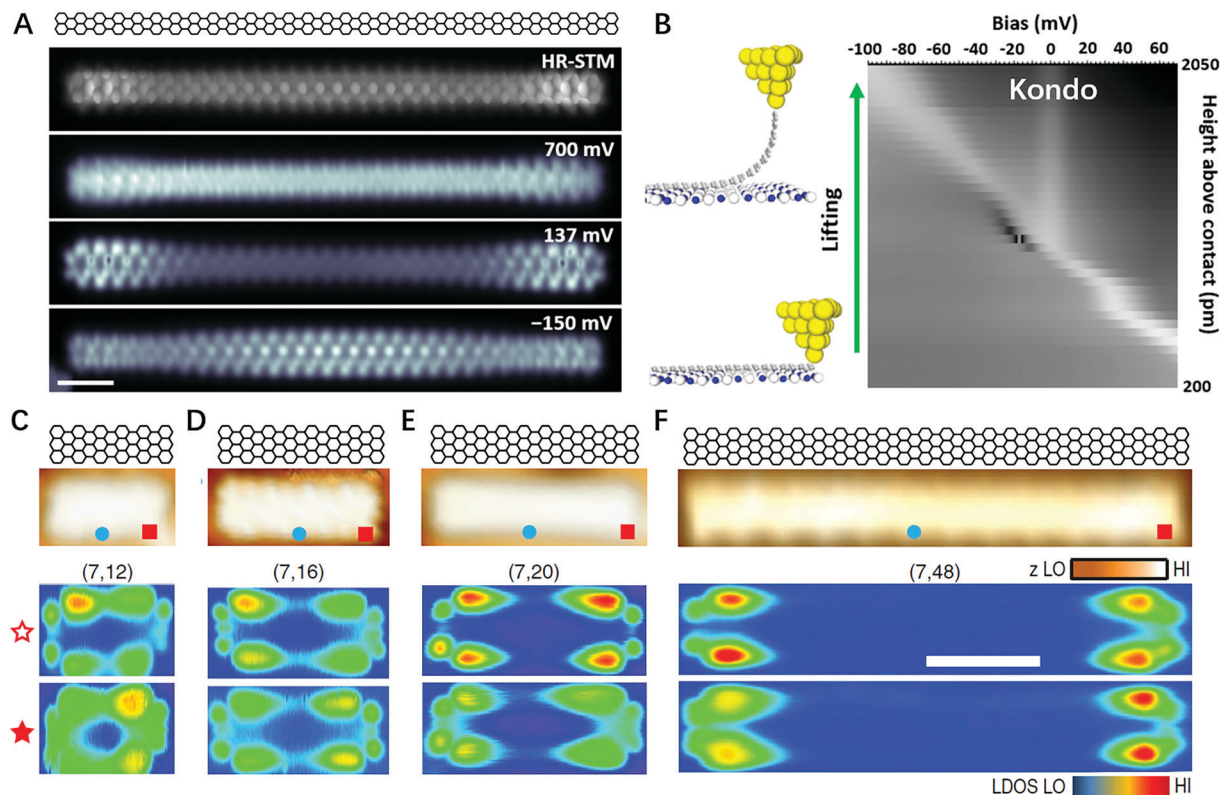 A
HR-STM
700 mV
137 mV
−150 mV
B
Bias (mV)
-100 -80 -60 -40 -20 0 20 40 60
2050
Kondo
Lifting
Height above contact (pm)
200
C
D
E
F
(7,12)
(7,16)
(7,20)
(7,48)
z LO
HI
LDOS LO
HI